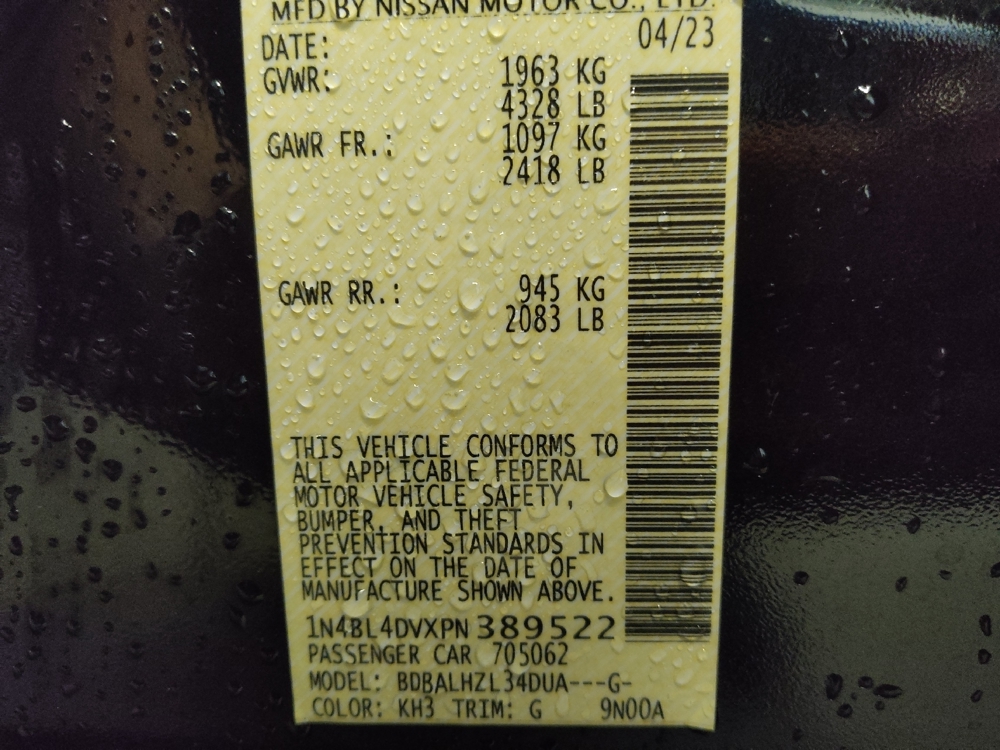 MFD BY NISSAN MOTOR CO., LTD.
DATE: 04/23
GVWR: 1963 KG
4328 LB
GAWR FR.: 1097 KG
2418 LB
GAWR RR.: 945 KG
2083 LB
THIS VEHICLE CONFORMS TO
ALL APPLICABLE FEDERAL
MOTOR VEHICLE SAFETY,
BUMPER, AND THEFT
PREVENTION STANDARDS IN
EFFECT ON THE DATE OF
MANUFACTURE SHOWN ABOVE.
1N4BL4DVXPN389522
PASSENGER CAR 705062
MODEL: BDBALHZL34DUA---G-
COLOR: KH3 TRIM: G 9N00A